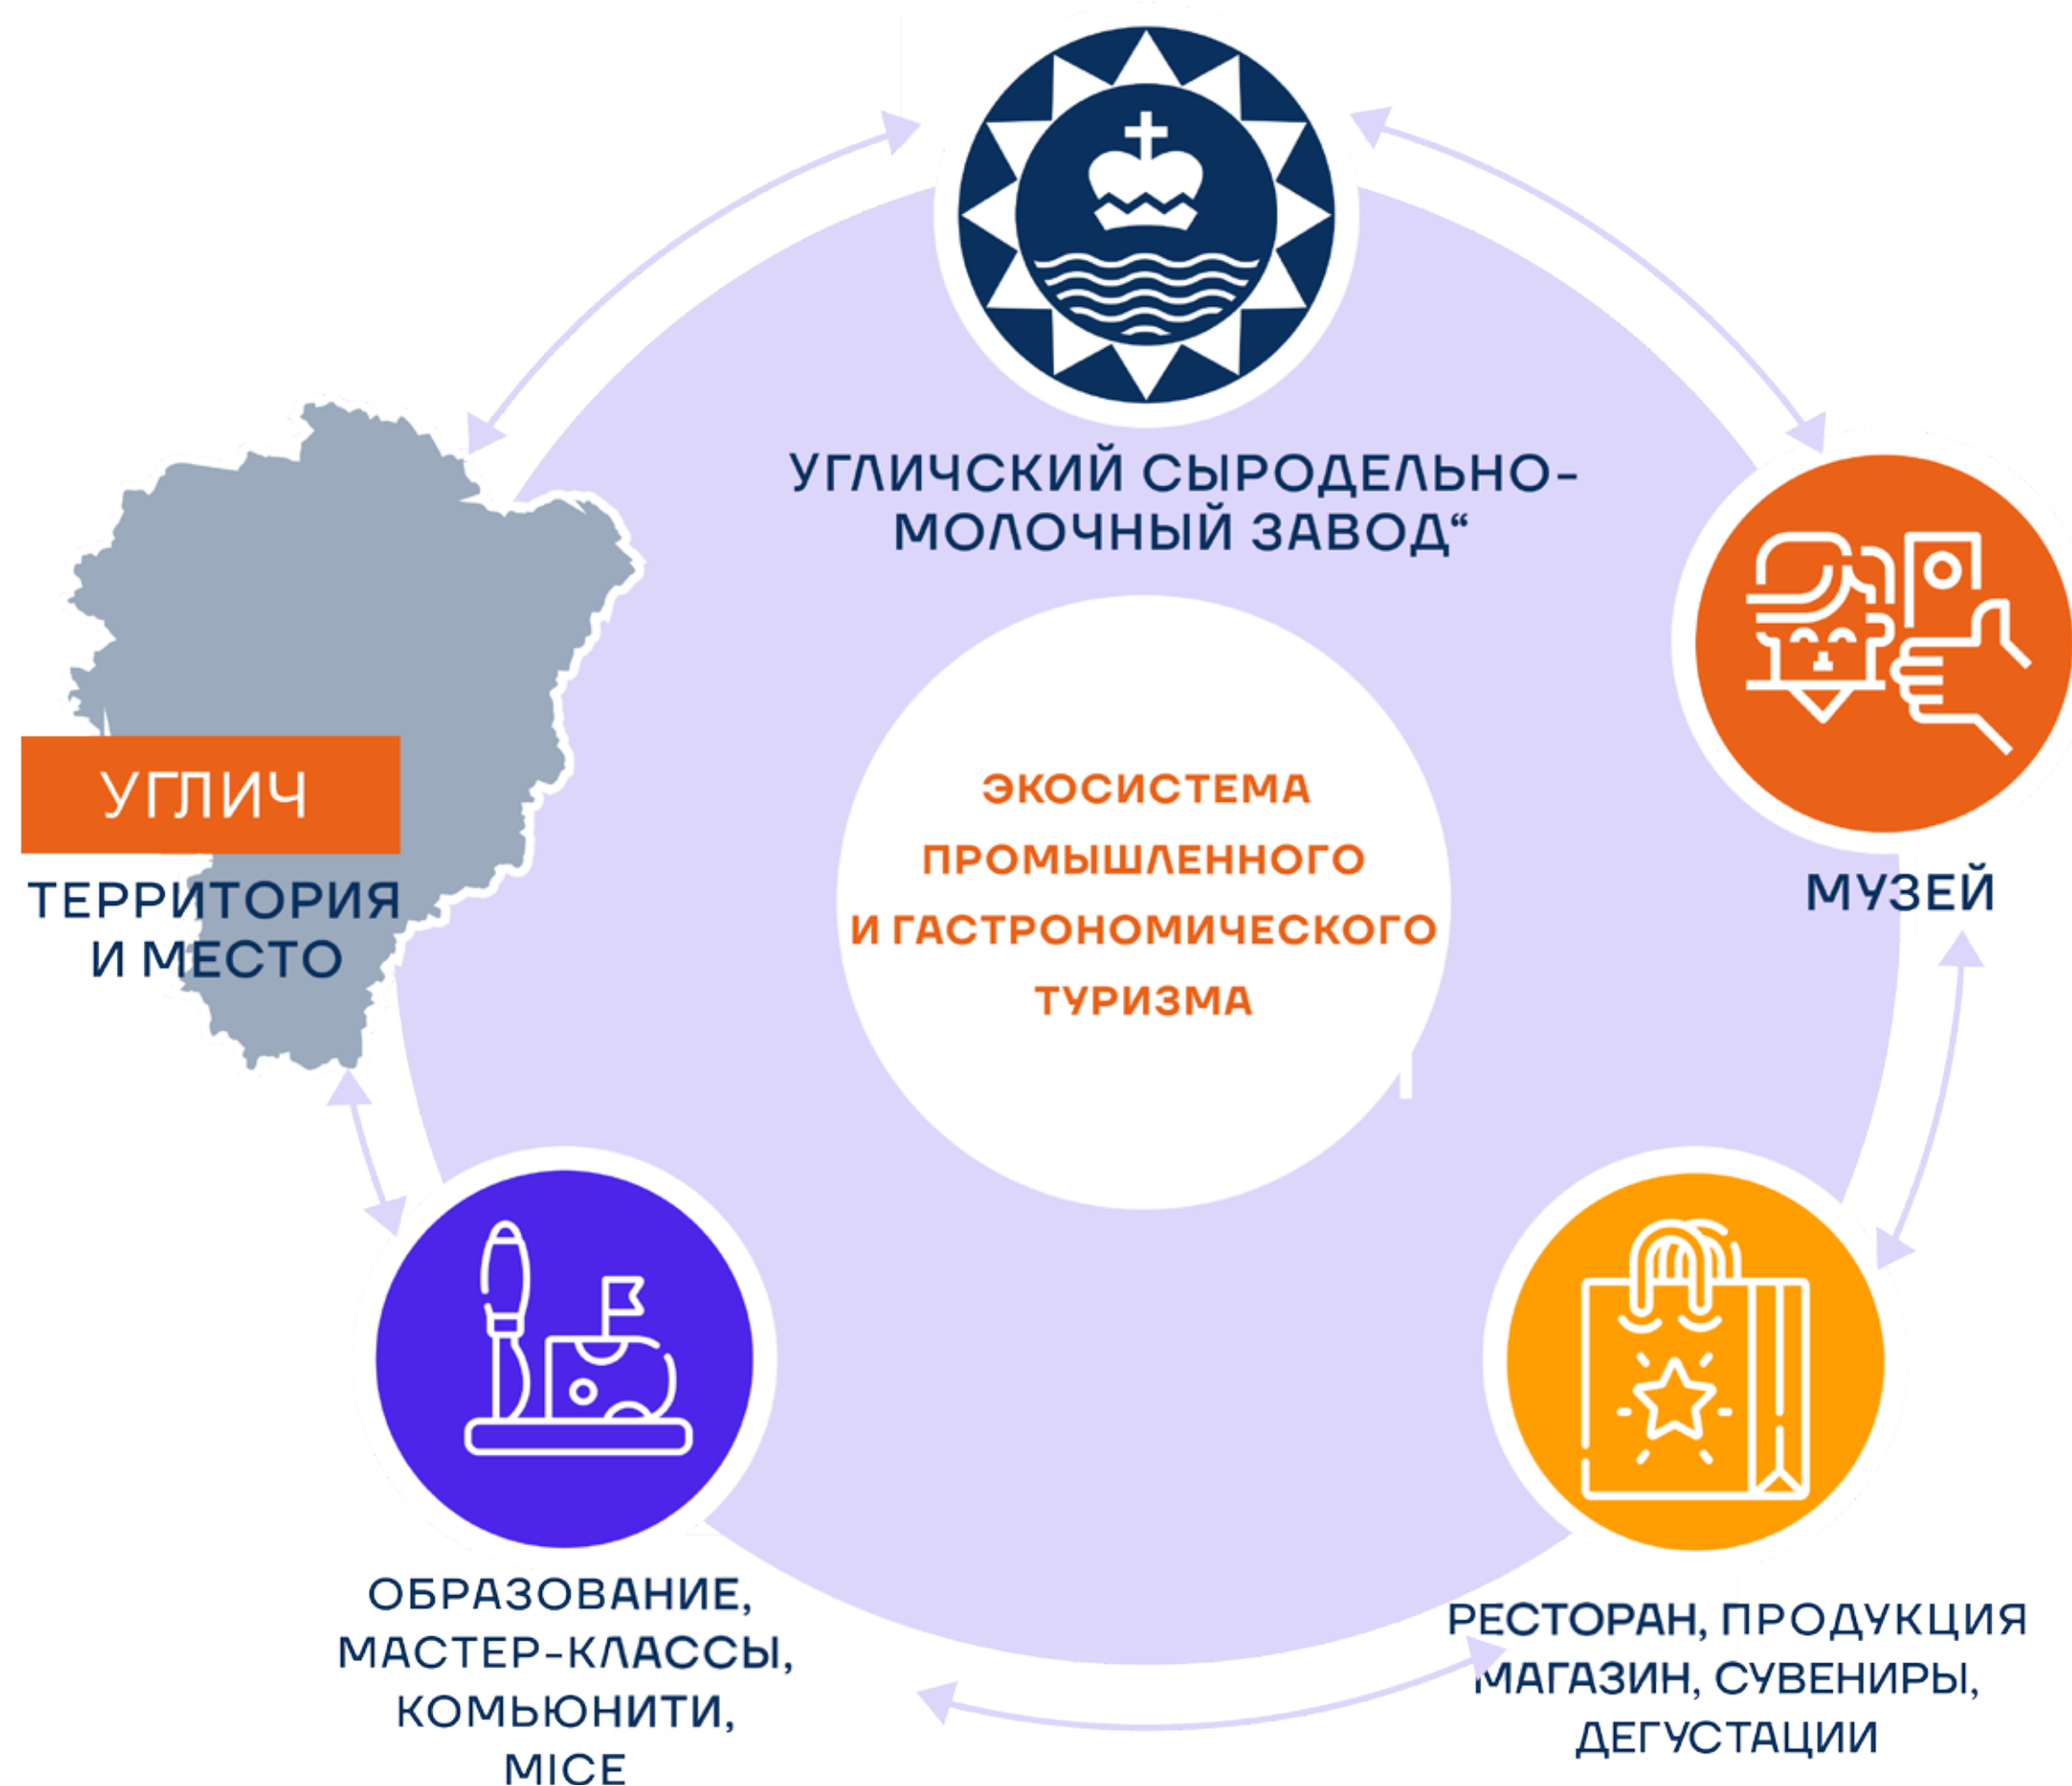 УГЛИЧСКИЙ СЫРОДЕЛЬНО-
МОЛОЧНЫЙ ЗАВОД“
ЭКОСИСТЕМА
ПРОМЫШЛЕННОГО
И ГАСТРОНОМИЧЕСКОГО
ТУРИЗМА
УГЛИЧ
ТЕРРИТОРИЯ
И МЕСТО
МУЗЕЙ
ОБРАЗОВАНИЕ,
МАСТЕР-КЛАССЫ,
КОМЬЮНИТИ,
MICE
РЕСТОРАН, ПРОДУКЦИЯ
МАГАЗИН, СУВЕНИРЫ,
ДЕГУСТАЦИИ